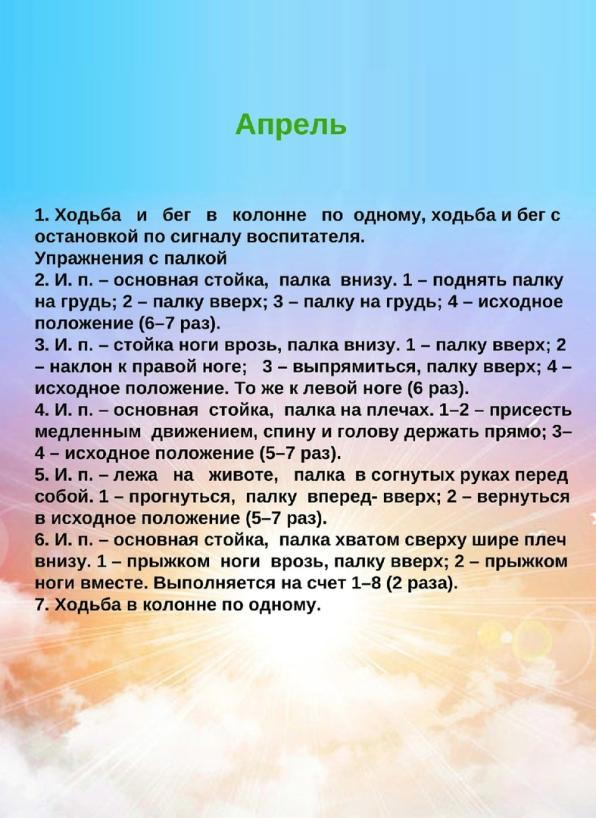 Апрель
1. Ходьба и бег в колонне по одному, ходьба и бег с
остановкой по сигналу воспитателя.
Упражнения с палкой
2. И. п. – основная стойка, палка внизу. 1 – поднять палку
на грудь; 2 – палку вверх; 3 – палку на грудь; 4 – исходное
положение (6–7 раз).
3. И. п. – стойка ноги врозь, палка внизу. 1 – палку вверх; 2
– наклон к правой ноге; 3 – выпрямиться, палку вверх; 4 –
исходное положение. То же к левой ноге (6 раз).
4. И. п. – основная стойка, палка на плечах. 1–2 – присесть
медленным движением, спину и голову держать прямо; 3–
4 – исходное положение (5–7 раз).
5. И. п. – лежа на животе, палка в согнутых руках перед
собой. 1 – прогнуться, палку вперед- вверх; 2 – вернуться
в исходное положение (5–7 раз).
6. И. п. – основная стойка, палка хватом сверху шире плеч
внизу. 1 – прыжком ноги врозь, палку вверх; 2 – прыжком
ноги вместе. Выполняется на счет 1–8 (2 раза).
7. Ходьба в колонне по одному.